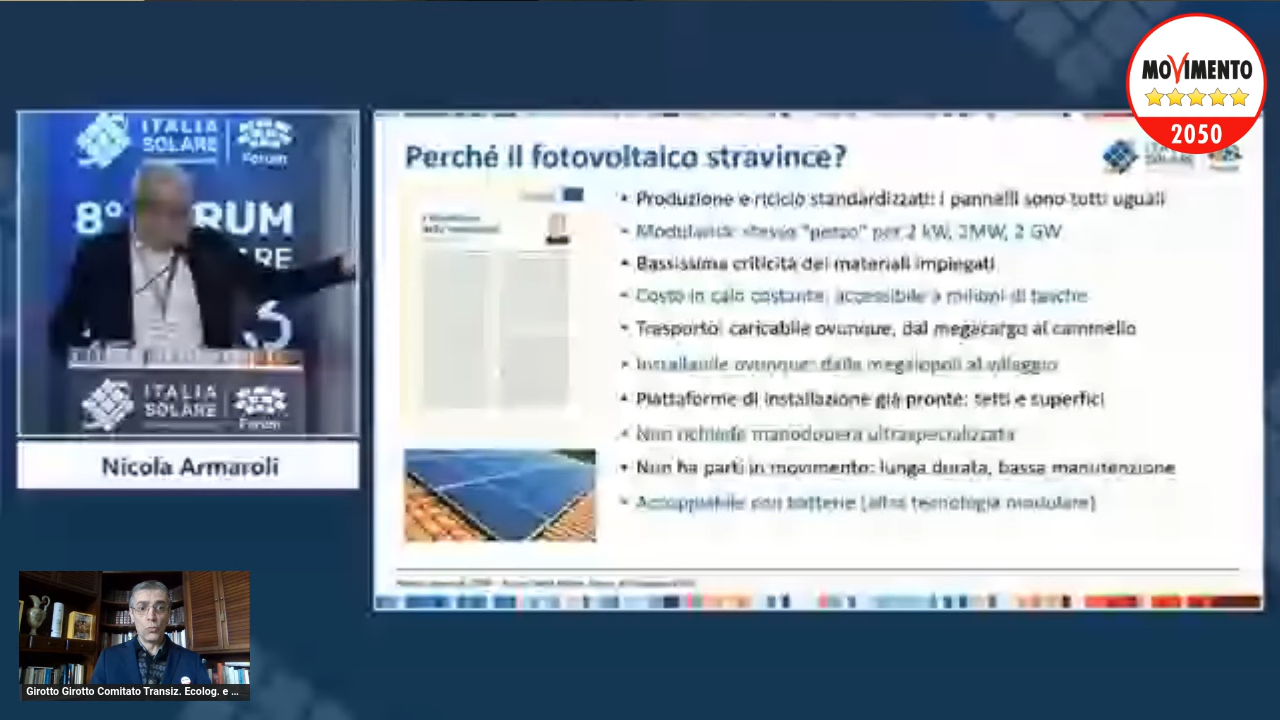 MOVIMENTO
2050
ITALIA
SOLARE
Forum
8° FORUM
ITALIA
SOLARE
Forum
Nicola Armaroli
Perché il fotovoltaico stravince?
• Produzione e riciclo standardizzati: i pannelli sono tutti uguali
• Modularità: stesso "pezzo" per 2 kW, 2MW, 2 GW
• Bassissima criticità dei materiali impiegati
• Costo in calo costante, accessibile a milioni di tasche
• Trasporto: caricabile ovunque, dal megacargo al cammello
• Installabile ovunque: dalla megalopoli al villaggio
• Piattaforme di installazione già pronte: tetti e superfici
• Non richiede manodopera ultraspecializzata
• Non ha parti in movimento: lunga durata, bassa manutenzione
• Accoppiabile con batterie (altra tecnologia modulare)
Girotto Girotto Comitato Transiz. Ecolog. e ...